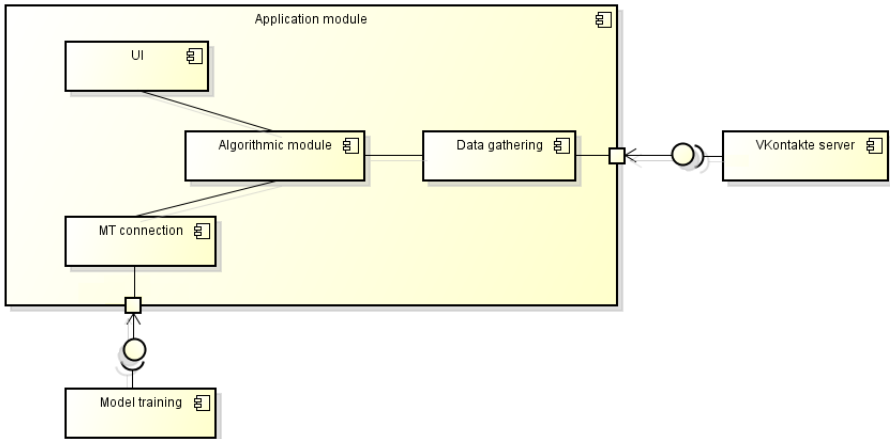 Application module
UI
Algorithmic module
Data gathering
VKontakte server
MT connection
Model training